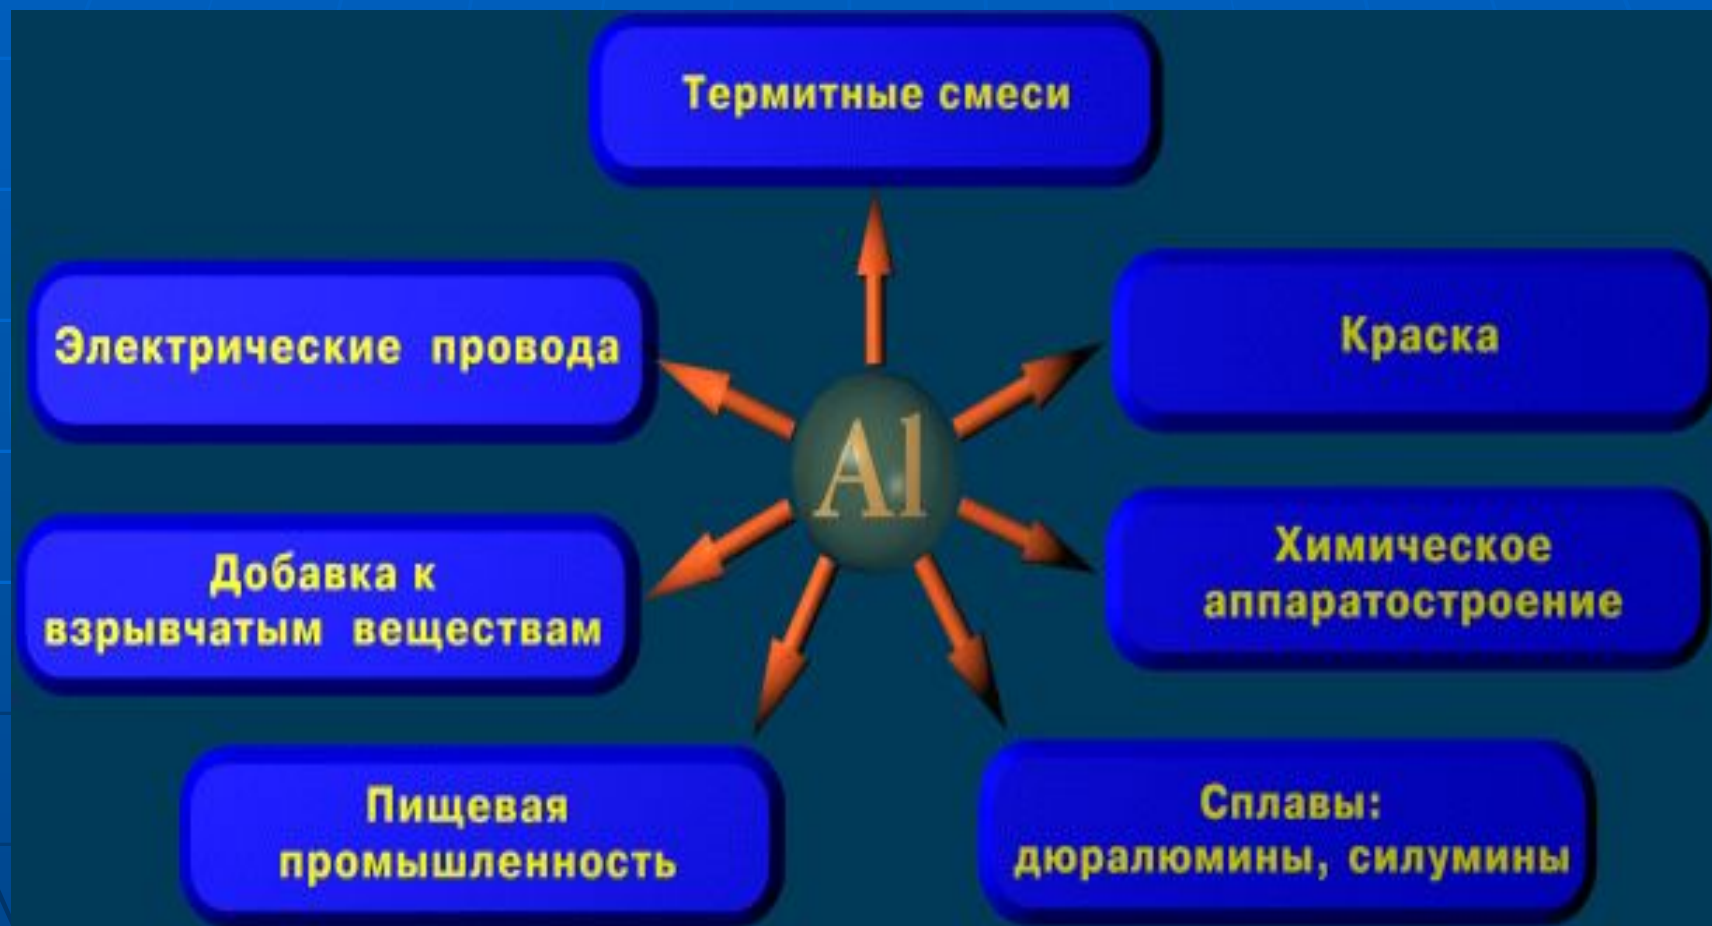 Термитные смеси
Электрические провода
Краска
Al
Добавка к
взрывчатым веществам
Химическое
аппаратостроение
Пищевая
промышленность
Сплавы:
дюралюмины, силумины